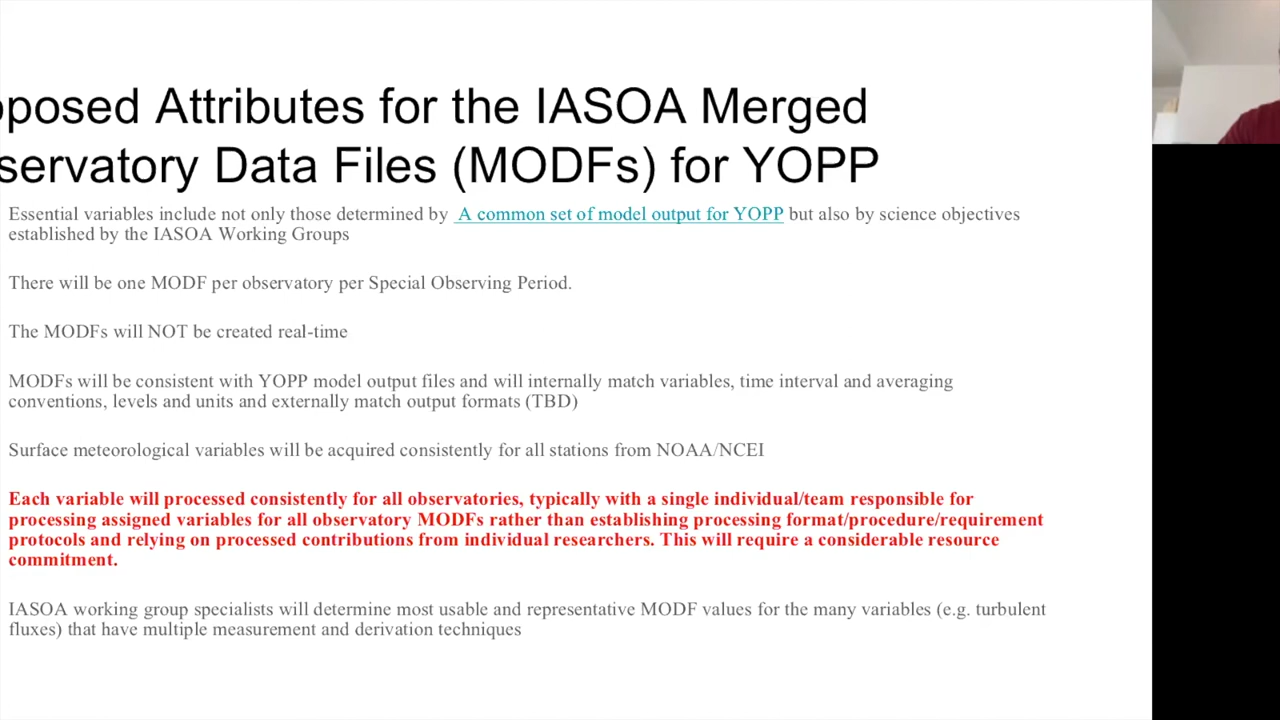 pposed Attributes for the IASOA Merged
servatory Data Files (MODFs) for YOPP
Essential variables include not only those determined by A common set of model output for YOPP but also by science objectives
established by the IASOA Working Groups
There will be one MODF per observatory per Special Observing Period.
The MODFs will NOT be created real-time
MODFs will be consistent with YOPP model output files and will internally match variables, time interval and averaging
conventions, levels and units and externally match output formats (TBD)
Surface meteorological variables will be acquired consistently for all stations from NOAA/NCEI
Each variable will processed consistently for all observatories, typically with a single individual/team responsible for
processing assigned variables for all observatory MODFs rather than establishing processing format/procedure/requirement
protocols and relying on processed contributions from individual researchers. This will require a considerable resource
commitment.
IASOA working group specialists will determine most usable and representative MODF values for the many variables (e.g. turbulent
fluxes) that have multiple measurement and derivation techniques